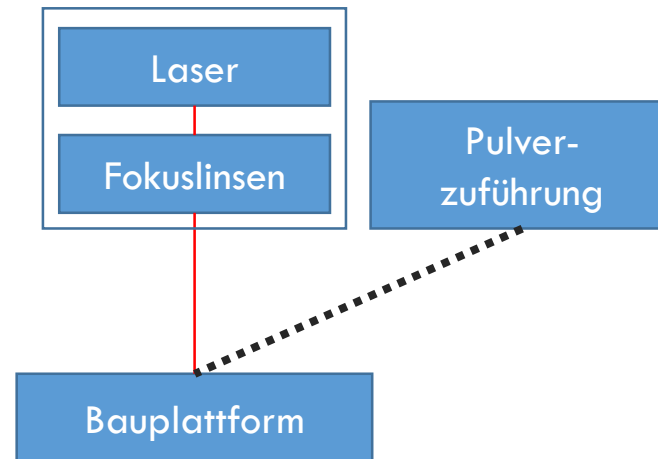 Laser
Fokuslinsen
Pulver-
zuführung
Bauplattform